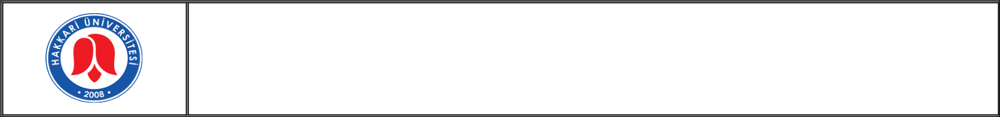 HAKKARİ ÜNİVERSİTESİ
• 2008 •